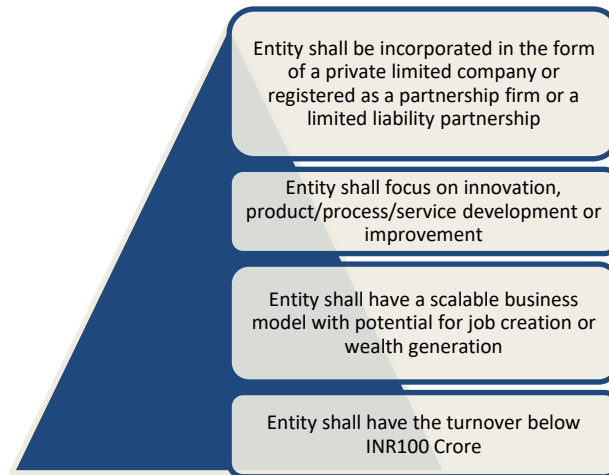 Entity shall be incorporated in the form
of a private limited company or
registered as a partnership firm or a
limited liability partnership
Entity shall focus on innovation,
product/process/service development or
improvement
Entity shall have a scalable business
model with potential for job creation or
wealth generation
Entity shall have the turnover below
INR100 Crore